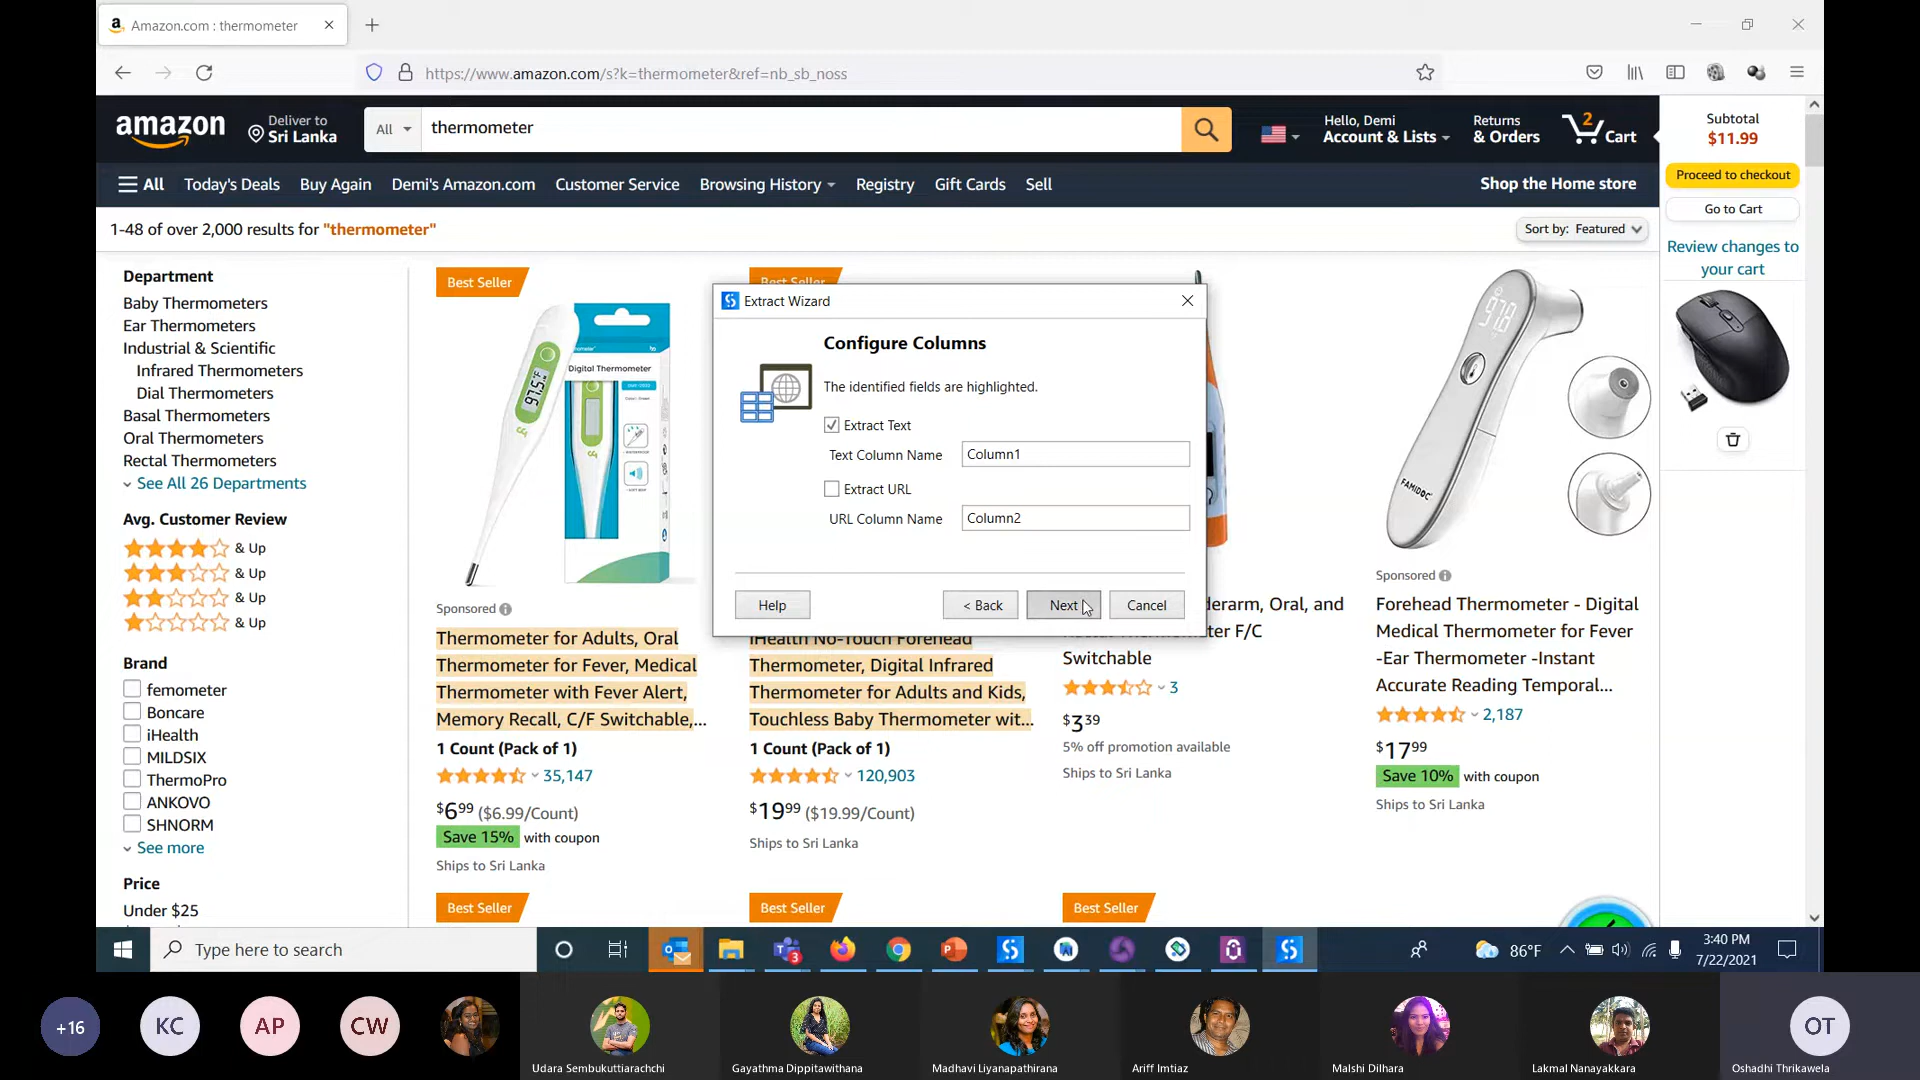 Amazon.com : thermometer
https://www.amazon.com/s?k=thermometer&ref=nb_sb_noss
amazon
Deliver to
Sri Lanka
All
thermometer
Hello, Demi
Account & Lists
Returns
& Orders
2
Cart
Subtotal
$11.99
Proceed to checkout
Go to Cart
Review changes to
your cart
All
Today's Deals
Buy Again
Demi's Amazon.com
Customer Service
Browsing History
Registry
Gift Cards
Sell
Shop the Home store
1-48 of over 2,000 results for "thermometer"
Sort by: Featured
Department
Baby Thermometers
Ear Thermometers
Industrial & Scientific
Infrared Thermometers
Dial Thermometers
Basal Thermometers
Oral Thermometers
Rectal Thermometers
See All 26 Departments
Avg. Customer Review
& Up
& Up
& Up
& Up
Brand
femometer
Boncare
iHealth
MILDSIX
ThermoPro
ANKOVO
SHNORM
See more
Price
Under $25
Best Seller
Digital Thermometer
97.5
Sponsored
Thermometer for Adults, Oral
Thermometer for Fever, Medical
Thermometer with Fever Alert,
Memory Recall, C/F Switchable,...
1 Count (Pack of 1)
35,147
$6.99 ($6.99/Count)
Save 15% with coupon
Ships to Sri Lanka
Best Seller
Best Seller
iHealth No-Touch Forehead
Thermometer, Digital Infrared
Thermometer for Adults and Kids,
Touchless Baby Thermometer wit...
1 Count (Pack of 1)
120,903
$19.99 ($19.99/Count)
Ships to Sri Lanka
Best Seller
Extract Wizard
Configure Columns
The identified fields are highlighted.
Extract Text
Text Column Name
Column1
Extract URL
URL Column Name
Column2
Help
< Back
Next
Cancel
derarm, Oral, and
F/C
Switchable
3
$3.39
5% off promotion available
Ships to Sri Lanka
Best Seller
FAMIDOC
Sponsored
Forehead Thermometer - Digital
Medical Thermometer for Fever
-Ear Thermometer -Instant
Accurate Reading Temporal...
2,187
$17.99
Save 10% with coupon
Ships to Sri Lanka
Type here to search
3
86°F
3:40 PM
7/22/2021
+16
KC
AP
CW
OT
Udara Sembukuttiarachchi
Gayathma Dippitawithana
Madhavi Liyanapathirana
Ariff Imtiaz
Malshi Dilhara
Lakmal Nanayakkara
Oshadhi Thrikawela